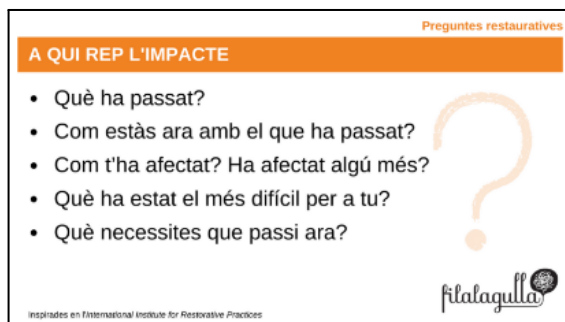 Preguntes restauratives
A QUI REP L'IMPACTE
• Què ha passat?
• Com estàs ara amb el que ha passat?
• Com t'ha afectat? Ha afectat algú més?
• Què ha estat el més difícil per a tu?
• Què necessites que passi ara?
?
filalagulla
Inspirades en l'International Institute for Restorative Practices